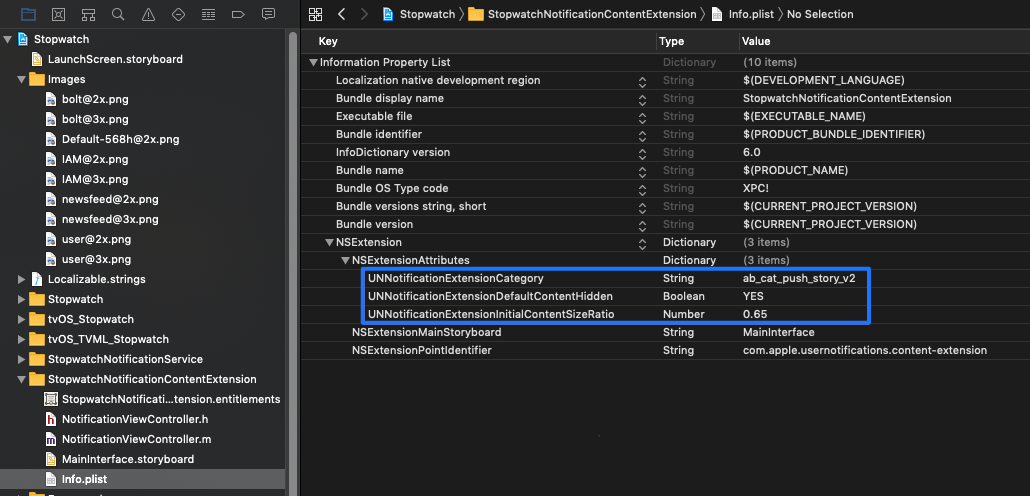 Stopwatch 〉 StopwatchNotificationContentExtension 〉 Info.plist 〉 No Selection
Stopwatch
LaunchScreen.storyboard
Images
bolt@2x.png
bolt@3x.png
Default-568h@2x.png
IAM@2x.png
IAM@3x.png
newsfeed@2x.png
newsfeed@3x.png
user@2x.png
user@3x.png
Localizable.strings
Stopwatch
tvOS_Stopwatch
tvOS_TVML_Stopwatch
StopwatchNotificationService
StopwatchNotificationContentExtension
StopwatchNotificati...tension.entitlements
NotificationViewController.h
NotificationViewController.m
MainInterface.storyboard
Info.plist
Key Type Value
Information Property List Dictionary (10 items)
Localization native development region String $(DEVELOPMENT_LANGUAGE)
Bundle display name String StopwatchNotificationContentExtension
Executable file String $(EXECUTABLE_NAME)
Bundle identifier String $(PRODUCT_BUNDLE_IDENTIFIER)
InfoDictionary version String 6.0
Bundle name String $(PRODUCT_NAME)
Bundle OS Type code String XPC!
Bundle versions string, short String $(CURRENT_PROJECT_VERSION)
Bundle version String $(CURRENT_PROJECT_VERSION)
NSExtension Dictionary (3 items)
NSExtensionAttributes Dictionary (3 items)
UNNotificationExtensionCategory String ab_cat_push_story_v2
UNNotificationExtensionDefaultContentHidden Boolean YES
UNNotificationExtensionInitialContentSizeRatio Number 0.65
NSExtensionMainStoryboard String MainInterface
NSExtensionPointIdentifier String com.apple.usernotifications.content-extension